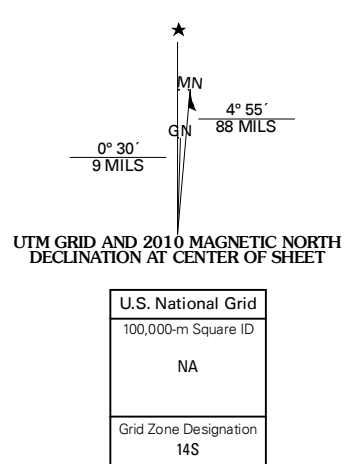 ★
MN
4° 55´
88 MILS
GN
0° 30´
9 MILS
UTM GRID AND 2010 MAGNETIC NORTH
DECLINATION AT CENTER OF SHEET
U.S. National Grid
100,000-m Square ID
NA
Grid Zone Designation
14S